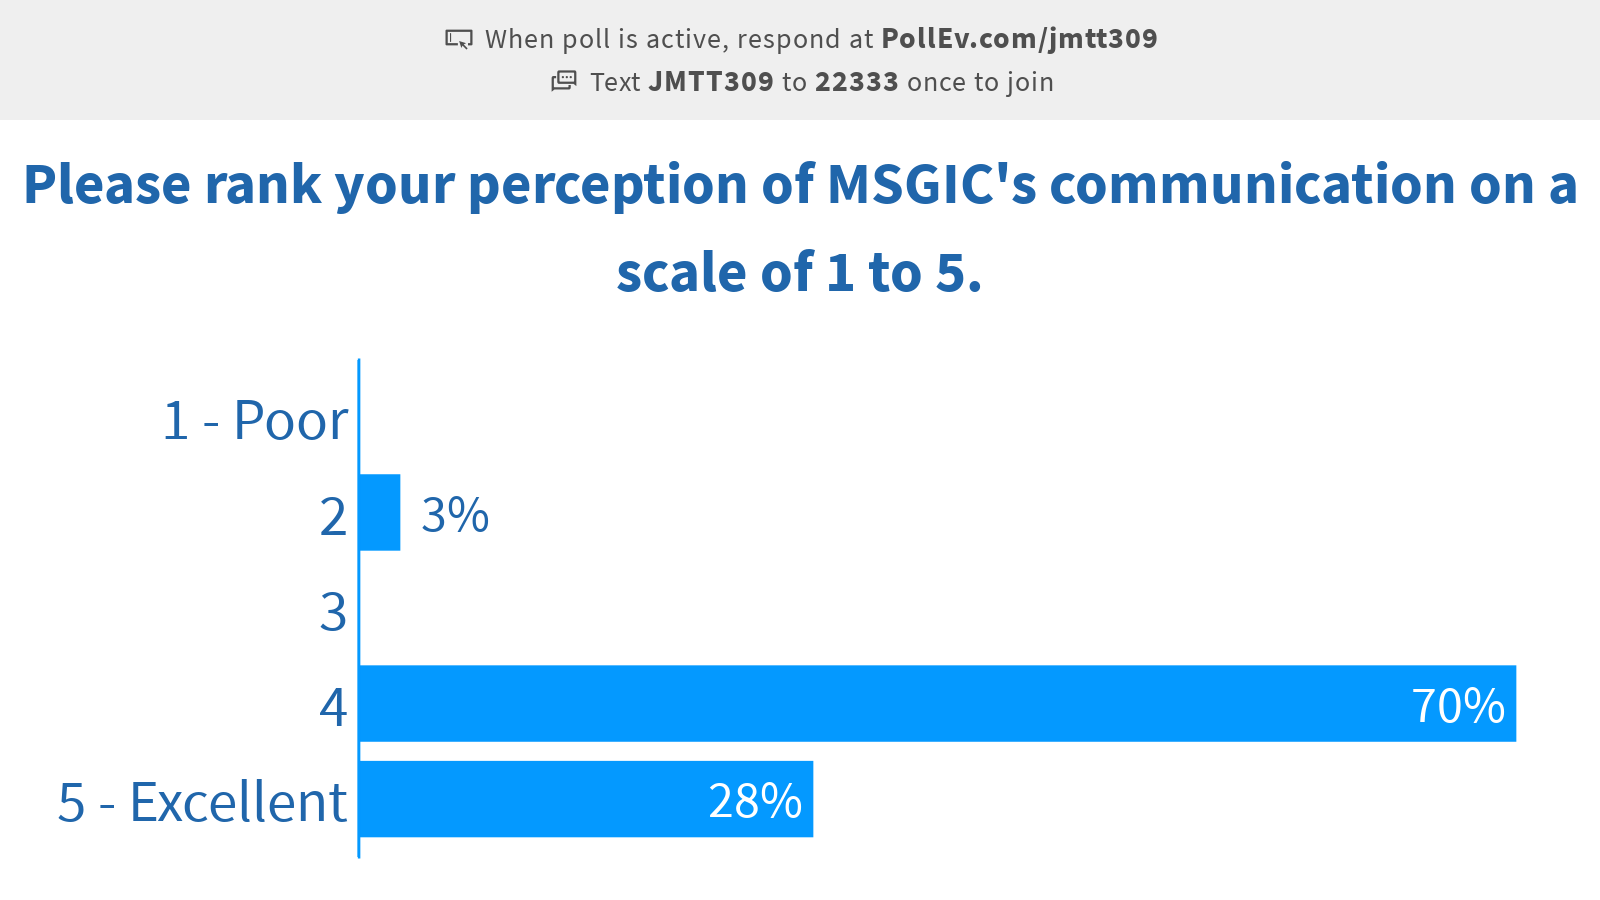 When poll is active, respond at PollEv.com/jmtt309
Text JMTT309 to 22333 once to join
Please rank your perception of MSGIC's communication on a
scale of 1 to 5.
1 - Poor
2 3%
3
4 70%
5 - Excellent 28%